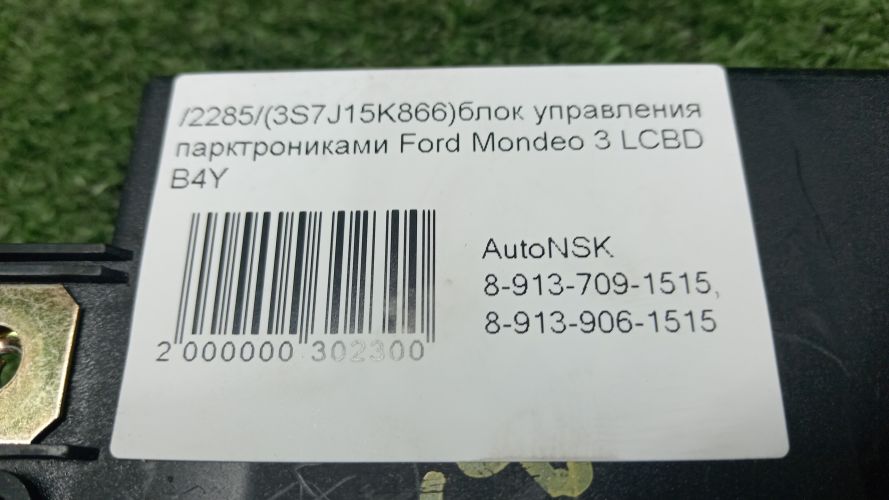 /2285/(3S7J15K866)блок управления
парктрониками Ford Mondeo 3 LCBD
B4Y
AutoNSK
8-913-709-1515,
8-913-906-1515
2 000000 302300